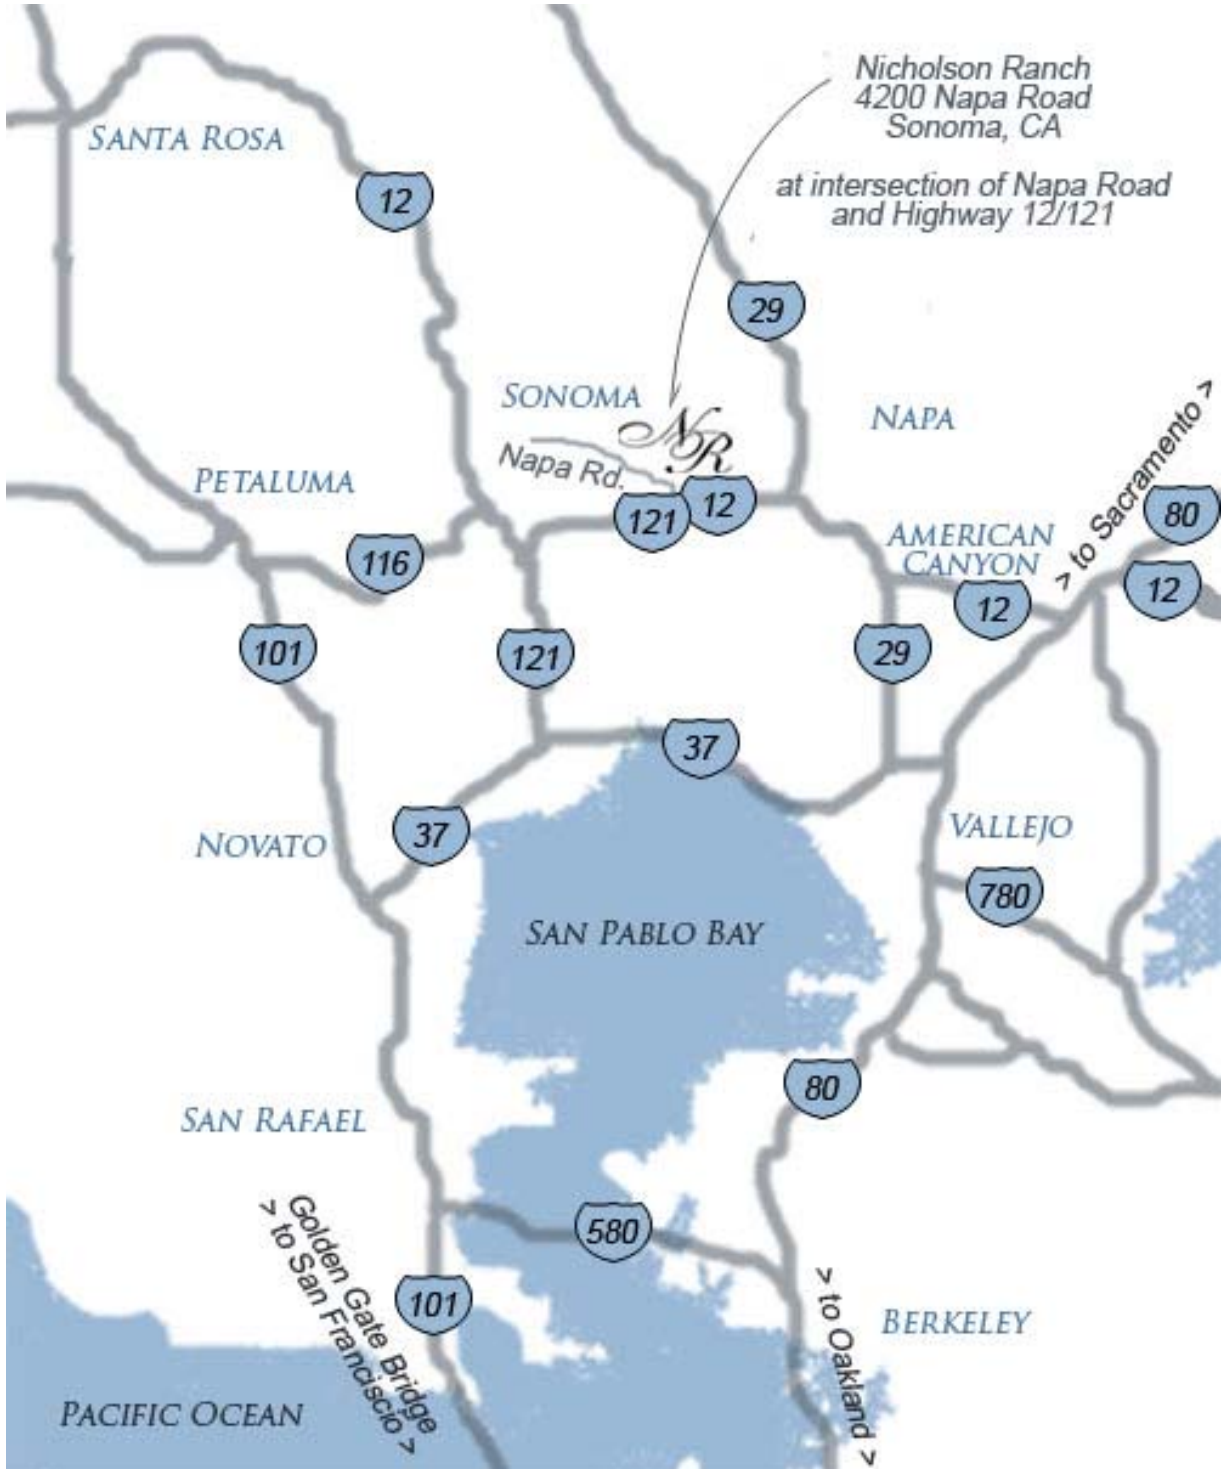 Nicholson Ranch
4200 Napa Road
Sonoma, CA
at intersection of Napa Road
and Highway 12/121
SANTA ROSA
12
29
SONOMA
NR
NAPA
> to Sacramento >
Napa Rd.
PETALUMA
121
12
80
AMERICAN
CANYON
116
12
12
101
121
29
37
37
NOVATO
VALLEJO
780
SAN PABLO BAY
80
SAN RAFAEL
580
Golden Gate Bridge
> to San Franciscio >
101
> to Oakland >
BERKELEY
PACIFIC OCEAN